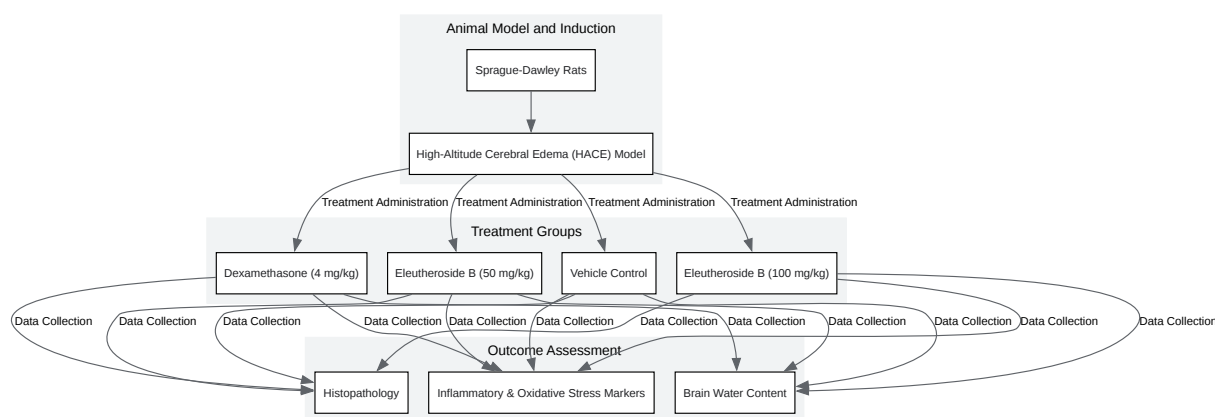 Animal Model and Induction
Sprague-Dawley Rats
High-Altitude Cerebral Edema (HACE) Model
Treatment Administration Treatment Administration Treatment Administration Treatment Administration
Treatment Groups
Dexamethasone (4 mg/kg) Eleutheroside B (50 mg/kg) Vehicle Control Eleutheroside B (100 mg/kg)
Data Collection Data Collection Data Collection Data Collection Data Collection Data Collection Data Collection Data Collection Data Collection Data Collection Data Collection Data Collection
Outcome Assessment
Histopathology Inflammatory & Oxidative Stress Markers Brain Water Content